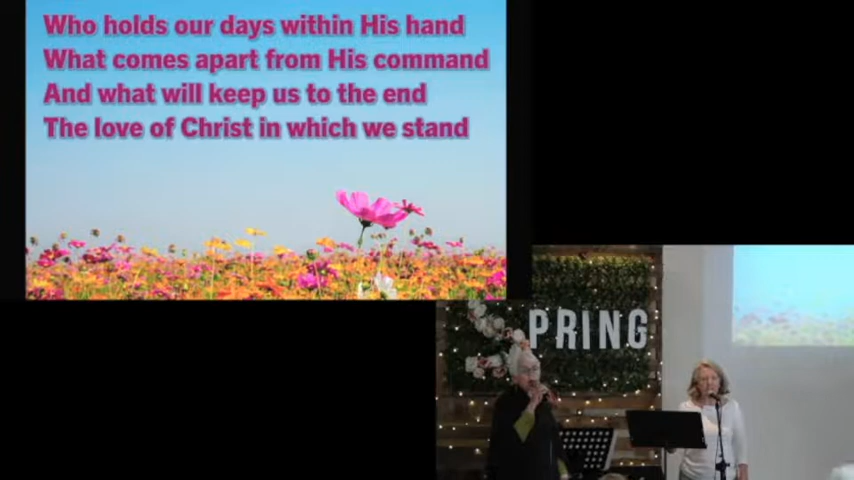 Who holds our days within His hand
What comes apart from His command
And what will keep us to the end
The love of Christ in which we stand
PRING